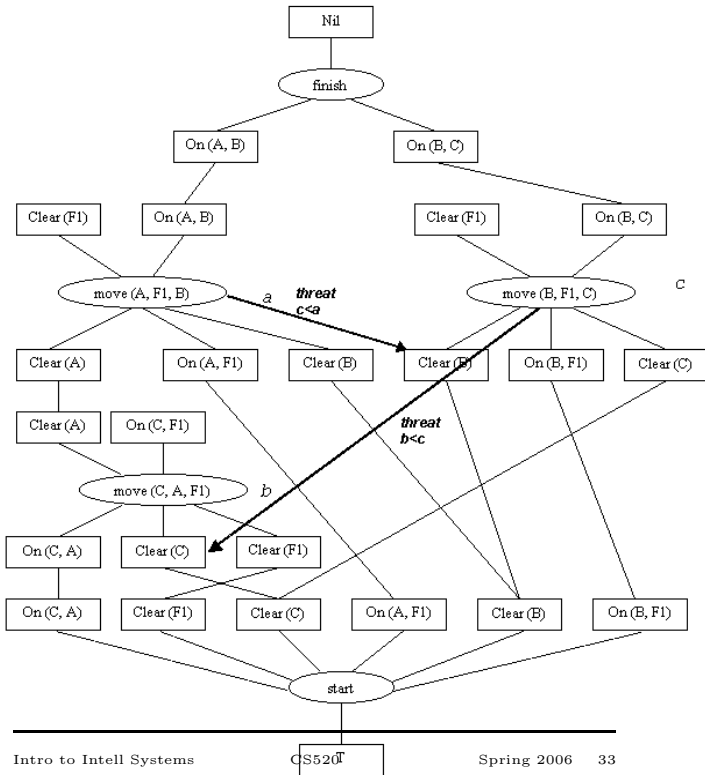 Nil
finish
On (A, B)
On (B, C)
Clear (F1)
On (A, B)
Clear (F1)
On (B, C)
move (A, F1, B)
a
threat
c<a
move (B, F1, C)
C
Clear (A)
On (A, F1)
Clear (B)
Clear (B)
On (B, F1)
Clear (C)
Clear (A)
On (C, F1)
threat
b<c
move (C, A, F1)
b
On (C, A)
Clear (C)
Clear (F1)
On (C, A)
Clear (F1)
Clear (C)
On (A, F1)
Clear (B)
On (B, F1)
start
T
Intro to Intell Systems CS520 Spring 2006 33